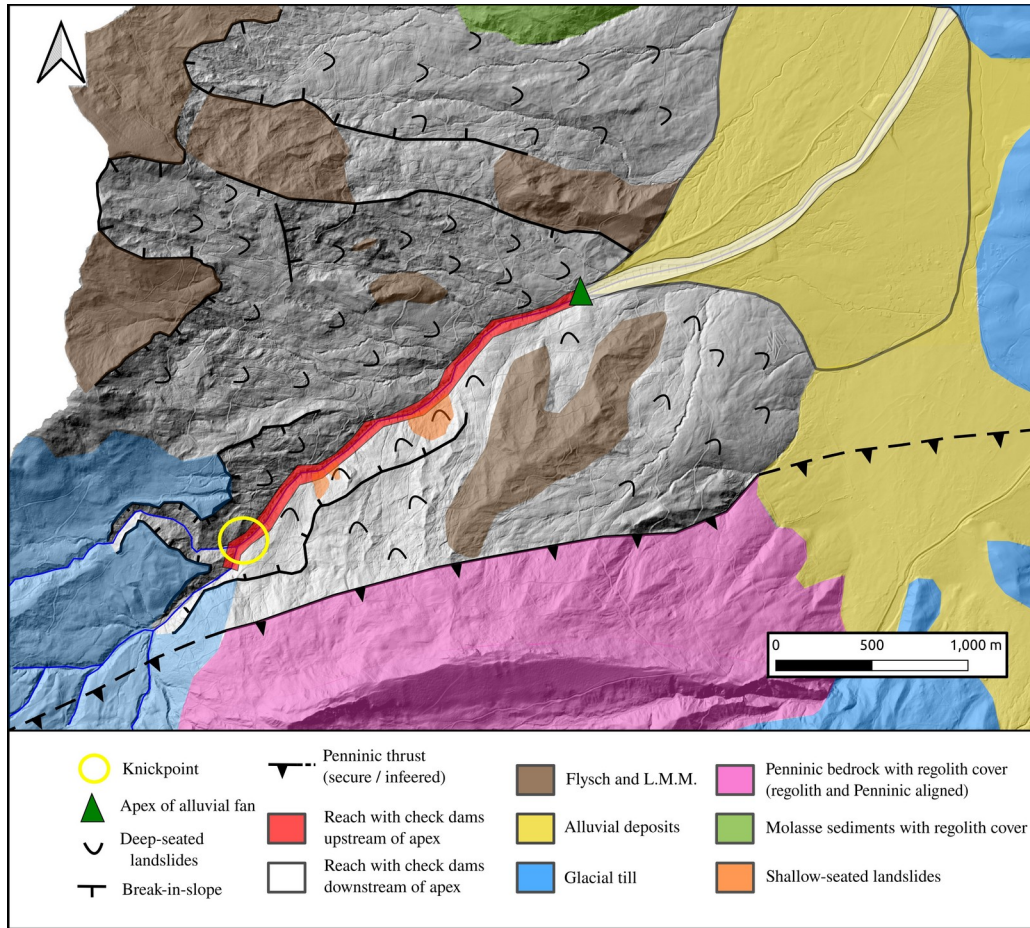 0 500 1,000 m
Knickpoint
Apex of alluvial fan
Deep-seated
landslides
Break-in-slope
Penninic thrust
(secure / infeered)
Reach with check dams
upstream of apex
Reach with check dams
downstream of apex
Flysch and L.M.M.
Alluvial deposits
Glacial till
Penninic bedrock with regolith cover
(regolith and Penninic aligned)
Molasse sediments with regolith cover
Shallow-seated landslides